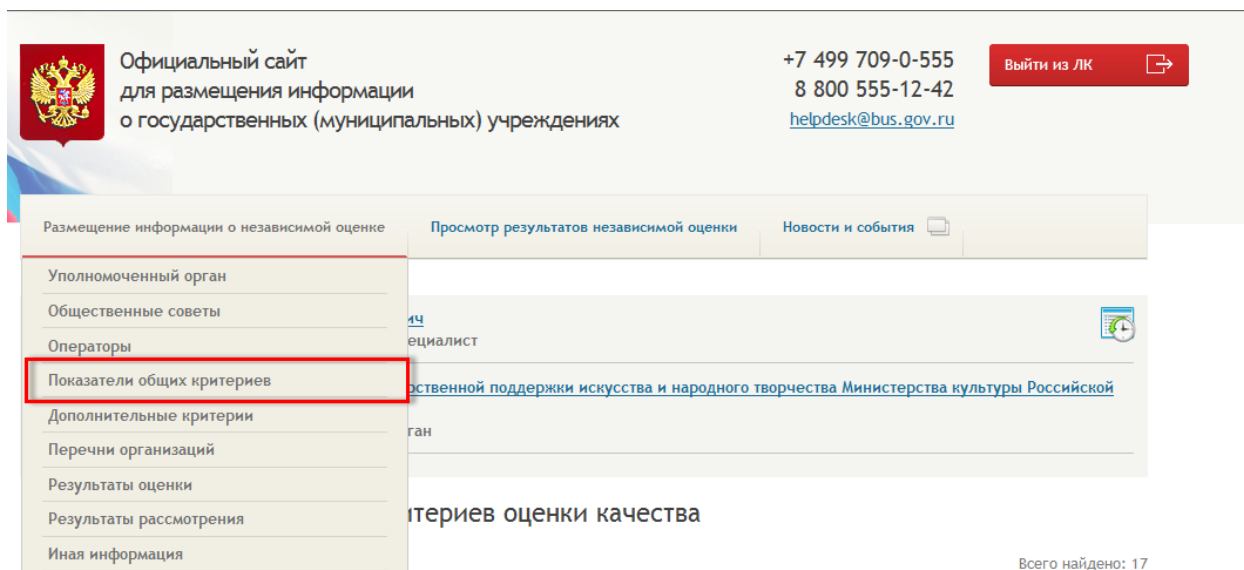 Официальный сайт
для размещения информации
о государственных (муниципальных) учреждениях
+7 499 709-0-555
8 800 555-12-42
helpdesk@bus.gov.ru
Выйти из ЛК
Размещение информации о независимой оценке
Просмотр результатов независимой оценки
Новости и события
Уполномоченный орган
Общественные советы
Операторы
Показатели общих критериев
Дополнительные критерии
Перечни организаций
Результаты оценки
Результаты рассмотрения
Иная информация
ич
ециалист
рственной поддержки искусства и народного творчества Министерства культуры Российской
ган
итериев оценки качества
Всего найдено: 17